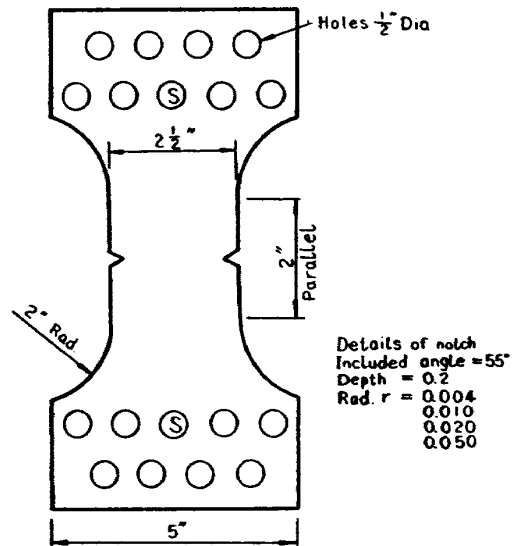 Holes 1/2" Dia
S
2 1/2"
2"
Parallel
2" Rad.
Details of notch
Included angle = 55°
Depth = 0.2
Rad. r = 0.004
0.010
0.020
0.050
S
5"